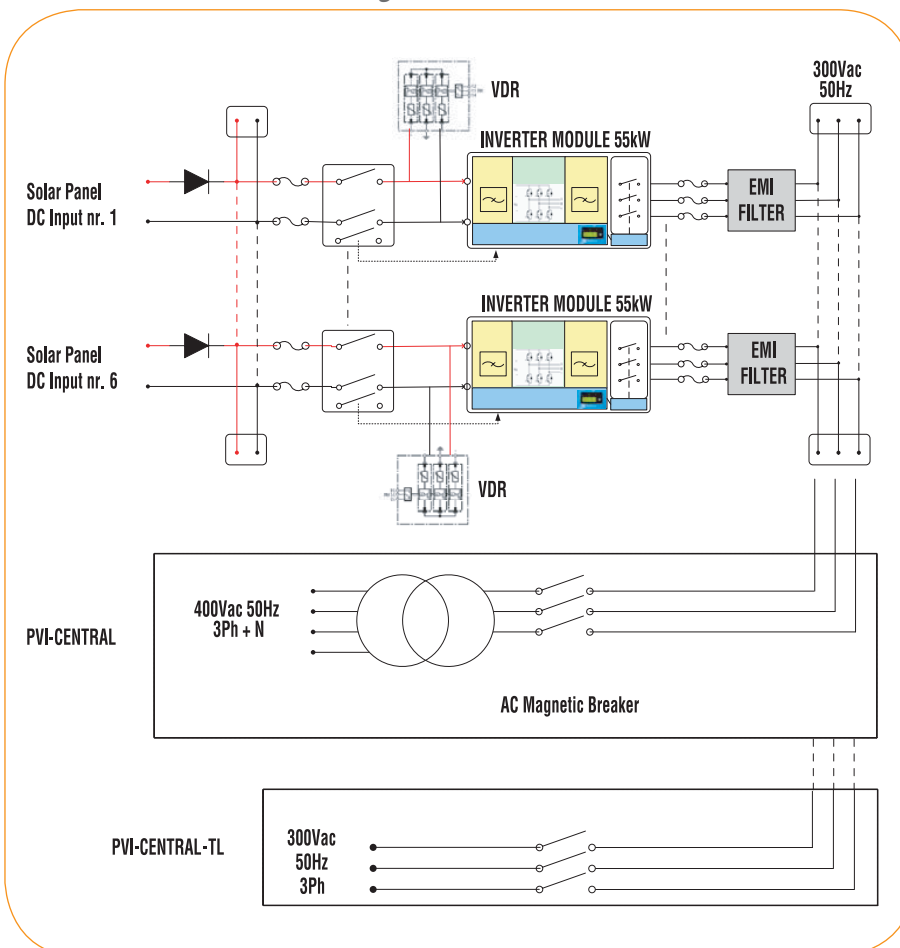 300Vac
50Hz
VDR
INVERTER MODULE 55kW
Solar Panel
DC Input nr. 1
EMI
FILTER
INVERTER MODULE 55kW
Solar Panel
DC Input nr. 6
EMI
FILTER
VDR
400Vac 50Hz
3Ph + N
PVI-CENTRAL
AC Magnetic Breaker
PVI-CENTRAL-TL
300Vac
50Hz
3Ph